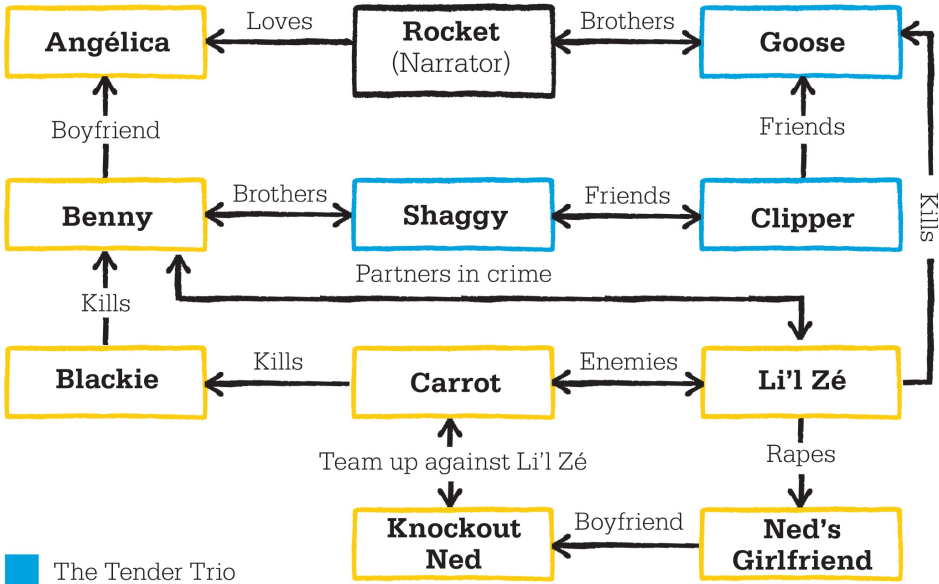 Loves
Brothers
Angélica
Rocket
(Narrator)
Goose
Boyfriend
Friends
Brothers
Friends
Benny
Shaggy
Clipper
Kills
Partners in crime
Kills
Kills
Enemies
Blackie
Carrot
Li'l Zé
Team up against Li'l Zé
Rapes
Knockout
Ned
Boyfriend
Ned's
Girlfriend
The Tender Trio